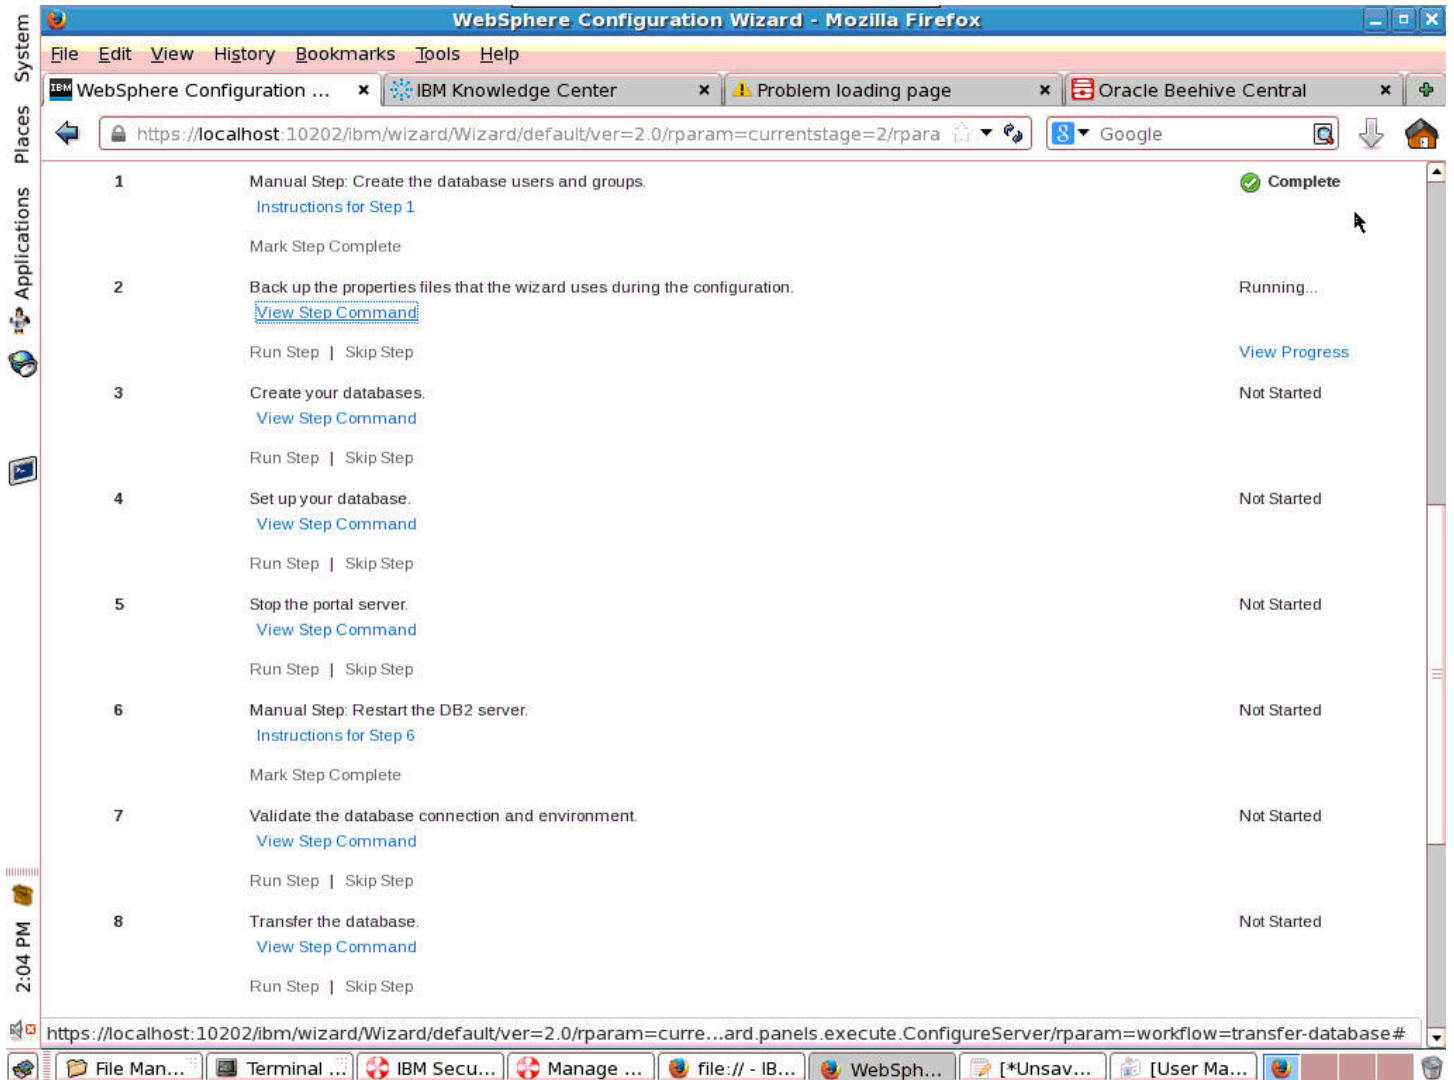 WebSphere Configuration Wizard - Mozilla Firefox
File Edit View History Bookmarks Tools Help
WebSphere Configuration ...
IBM Knowledge Center
Problem loading page
Oracle Beehive Central
https://localhost:10202/ibm/wizard/Wizard/default/ver=2.0/rparam=currentstage=2/rpara
Google
System
Places
Applications
2:04 PM
1 Manual Step: Create the database users and groups. Complete
Instructions for Step 1
Mark Step Complete
2 Back up the properties files that the wizard uses during the configuration. Running...
View Step Command
Run Step | Skip Step View Progress
3 Create your databases. Not Started
View Step Command
Run Step | Skip Step
4 Set up your database. Not Started
View Step Command
Run Step | Skip Step
5 Stop the portal server. Not Started
View Step Command
Run Step | Skip Step
6 Manual Step: Restart the DB2 server. Not Started
Instructions for Step 6
Mark Step Complete
7 Validate the database connection and environment. Not Started
View Step Command
Run Step | Skip Step
8 Transfer the database. Not Started
View Step Command
Run Step | Skip Step
https://localhost:10202/ibm/wizard/Wizard/default/ver=2.0/rparam=curre...ard.panels.execute.ConfigureServer/rparam=workflow=transfer-database#
File Man...
Terminal ...
IBM Secu...
Manage ...
file:// - IB...
WebSph...
[*Unsav...
[User Ma...